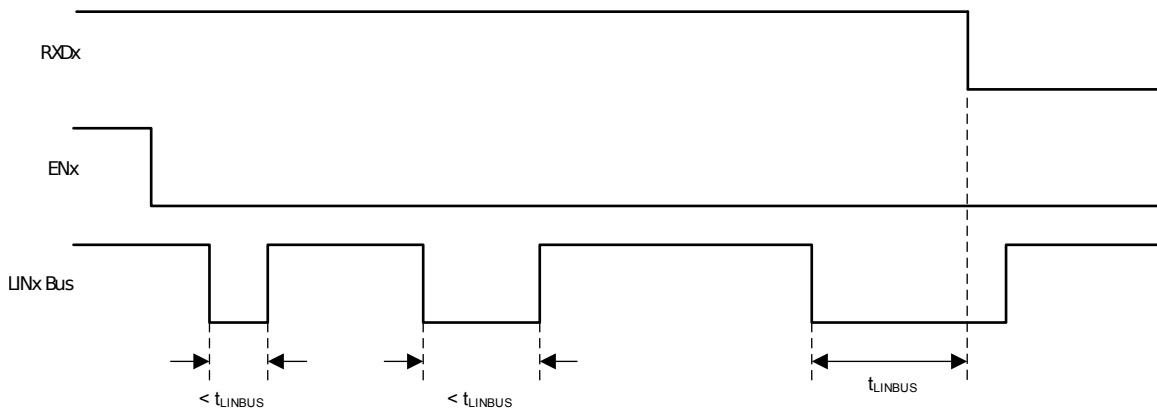 RXDx
ENx
LINx Bus
< tLINBUS
< tLINBUS
tLINBUS